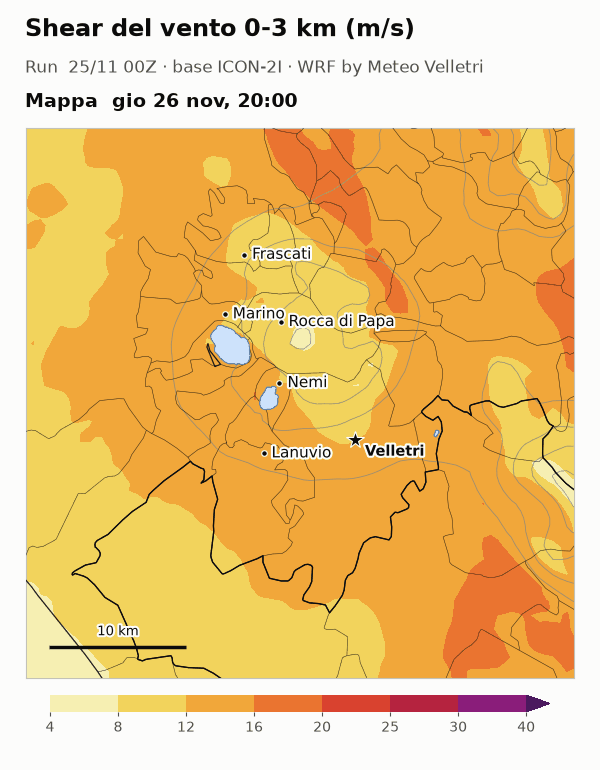 Shear del vento 0-3 km (m/s)
Run 25/11 00Z · base ICON-2I · WRF by Meteo Velletri
Mappa gio 26 nov, 20:00
Frascati
Marino
Rocca di Papa
Nemi
Velletri
Lanuvio
10 km
4 8 12 16 20 25 30 40